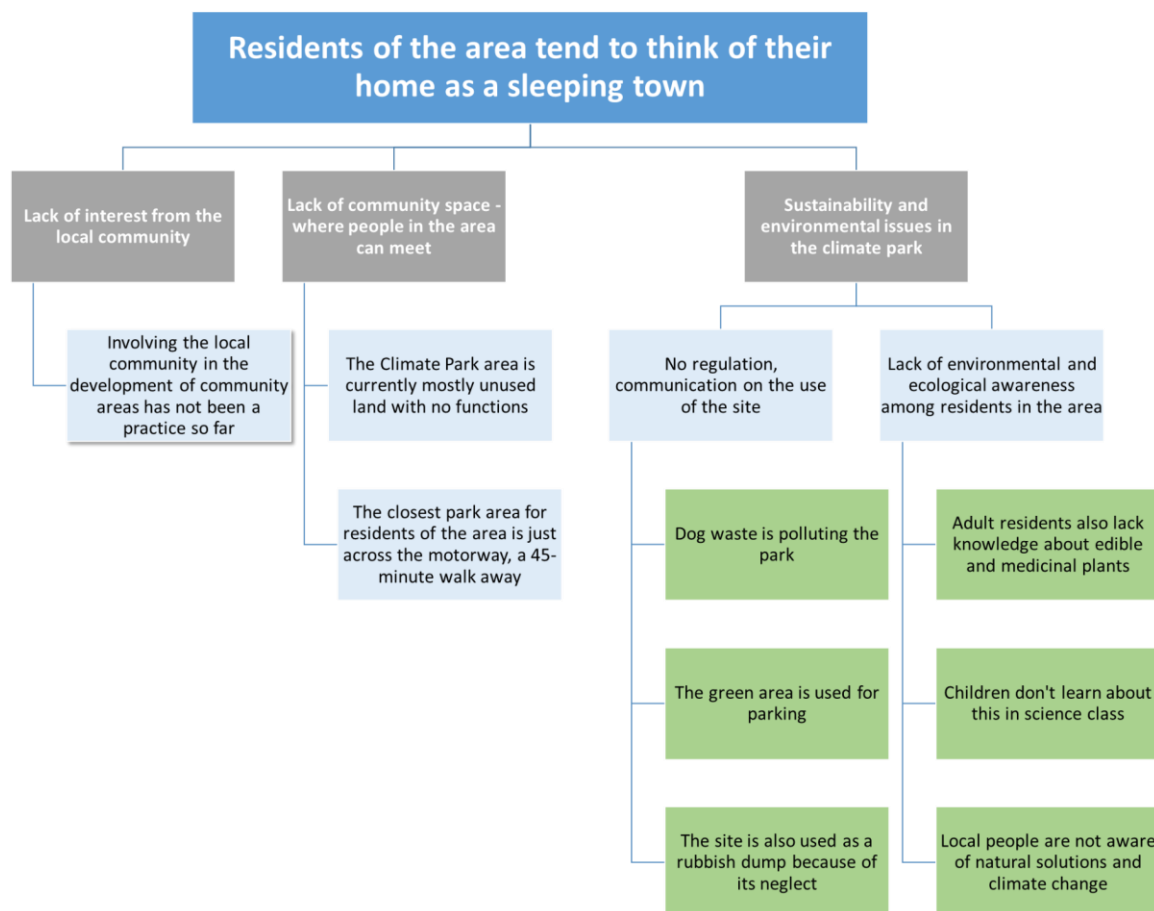 Residents of the area tend to think of their
home as a sleeping town
Lack of interest from the
local community
Lack of community space -
where people in the area
can meet
Sustainability and
environmental issues in
the climate park
Involving the local
community in the
development of community
areas has not been a
practice so far
The Climate Park area is
currently mostly unused
land with no functions
The closest park area for
residents of the area is just
across the motorway, a 45-
minute walk away
No regulation,
communication on the use
of the site
Dog waste is polluting the
park
The green area is used for
parking
The site is also used as a
rubbish dump because of
its neglect
Lack of environmental and
ecological awareness
among residents in the area
Adult residents also lack
knowledge about edible
and medicinal plants
Children don't learn about
this in science class
Local people are not aware
of natural solutions and
climate change